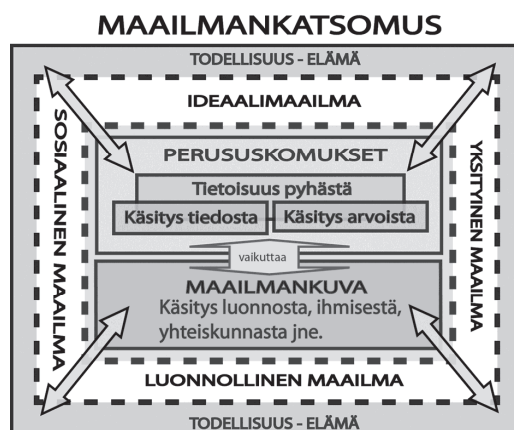 MAAILMANKATSOMUS
TODELLISUUS - ELÄMÄ
IDEAALIMAAILMA
SOSIAALINEN MAAILMA
YKSITYINEN MAAILMA
PERUSUSKOMUKSET
Tietoisuus pyhästä
Käsitys tiedosta
Käsitys arvoista
vaikuttaa
MAAILMANKUVA
Käsitys luonnosta, ihmisestä,
yhteiskunnasta jne.
LUONNOLLINEN MAAILMA
TODELLISUUS - ELÄMÄ